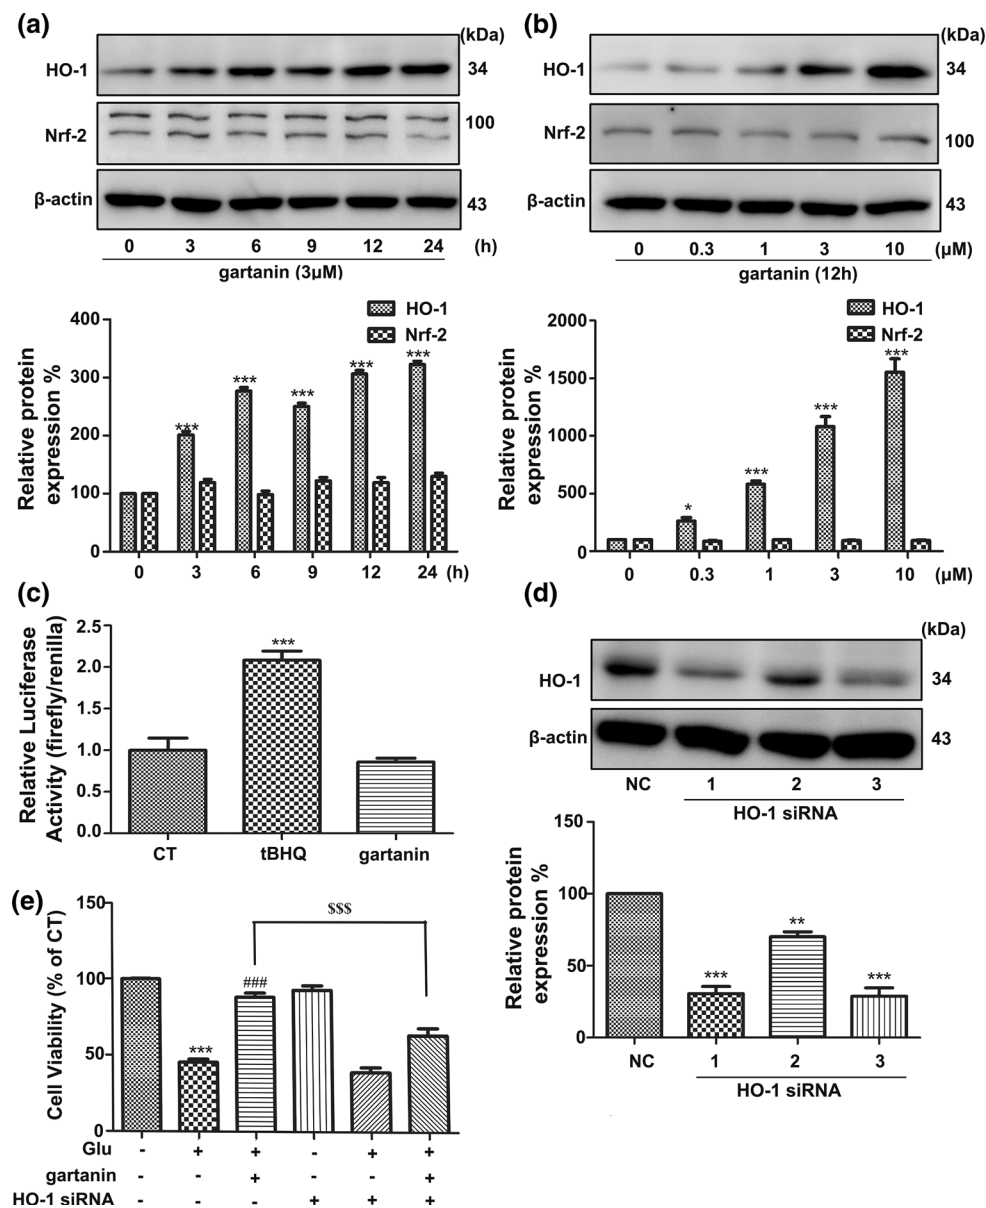 (a)
(kDa)
HO-1
34
Nrf-2
100
β-actin
43
0 3 6 9 12 24 (h)
gartanin (3μM)
HO-1
Nrf-2
Relative protein
expression %
400
300
200
100
0
*** *** *** *** ***
0 3 6 9 12 24 (h)
(b)
(kDa)
HO-1
34
Nrf-2
100
β-actin
43
0 0.3 1 3 10 (μM)
gartanin (12h)
HO-1
Nrf-2
Relative protein
expression %
2000
1500
1000
500
0
* *** *** ***
0 0.3 1 3 10 (μM)
(c)
Relative Luciferase
Activity (firefly/renilla)
2.5
2.0
1.5
1.0
0.5
0.0
***
CT tBHQ gartanin
(d)
(kDa)
HO-1
34
β-actin
43
NC 1 2 3
HO-1 siRNA
Relative protein
expression %
150
100
50
0
*** ** ***
NC 1 2 3
HO-1 siRNA
(e)
Cell Viability (% of CT)
150
100
50
0
*** ### $$$
Glu - + + - + +
gartanin - - + - - +
HO-1 siRNA - - - + + +